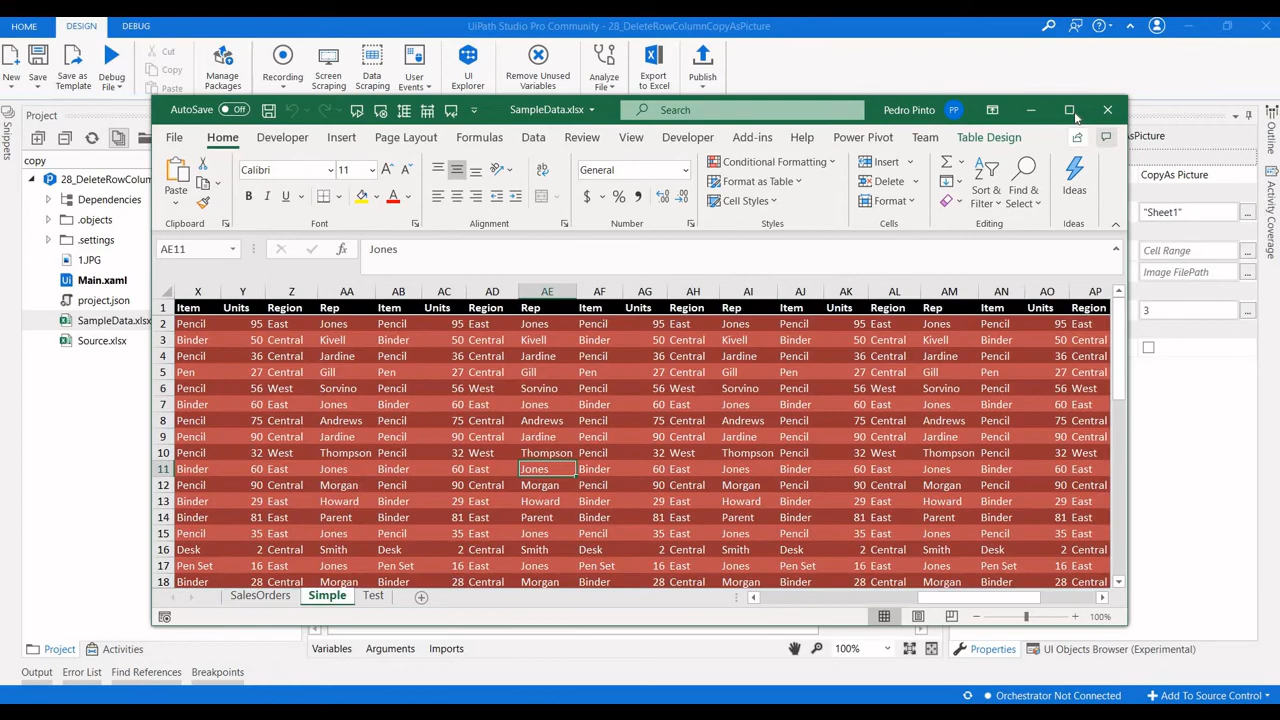 HOME DESIGN DEBUG UiPath Studio Pro Community - 28_DeleteRowColumnCopyAsPicture
New Save Save as Template Debug File Cut Copy Paste Manage Packages Recording Screen Scraping Data Scraping User Events UI Explorer Remove Unused Variables Analyze File Export to Excel Publish
Snippets
Project
copy
28_DeleteRowColumn
Dependencies
.objects
.settings
1.JPG
Main.xaml
project.json
SampleData.xlsx
Source.xlsx
AutoSave Off SampleData.xlsx Search Pedro Pinto PP
File Home Developer Insert Page Layout Formulas Data Review View Developer Add-ins Help Power Pivot Team Table Design
Paste Calibri 11 General Conditional Formatting Insert
B I U A $ % , Format as Table Delete Sort & Filter Find & Select Ideas
Cell Styles Format
Clipboard Font Alignment Number Styles Cells Editing Ideas
AE11 fx Jones
X Y Z AA AB AC AD AE AF AG AH AI AJ AK AL AM AN AO AP
1 Item Units Region Rep Item Units Region Rep Item Units Region Rep Item Units Region Rep Item Units Region
2 Pencil 95 East Jones Pencil 95 East Jones Pencil 95 East Jones Pencil 95 East Jones Pencil 95 East
3 Binder 50 Central Kivell Binder 50 Central Kivell Binder 50 Central Kivell Binder 50 Central Kivell Binder 50 Central
4 Pencil 36 Central Jardine Pencil 36 Central Jardine Pencil 36 Central Jardine Pencil 36 Central Jardine Pencil 36 Central
5 Pen 27 Central Gill Pen 27 Central Gill Pen 27 Central Gill Pen 27 Central Gill Pen 27 Central
6 Pencil 56 West Sorvino Pencil 56 West Sorvino Pencil 56 West Sorvino Pencil 56 West Sorvino Pencil 56 West
7 Binder 60 East Jones Binder 60 East Jones Binder 60 East Jones Binder 60 East Jones Binder 60 East
8 Pencil 75 Central Andrews Pencil 75 Central Andrews Pencil 75 Central Andrews Pencil 75 Central Andrews Pencil 75 Central
9 Pencil 90 Central Jardine Pencil 90 Central Jardine Pencil 90 Central Jardine Pencil 90 Central Jardine Pencil 90 Central
10 Pencil 32 West Thompson Pencil 32 West Thompson Pencil 32 West Thompson Pencil 32 West Thompson Pencil 32 West
11 Binder 60 East Jones Binder 60 East Jones Binder 60 East Jones Binder 60 East Jones Binder 60 East
12 Pencil 90 Central Morgan Pencil 90 Central Morgan Pencil 90 Central Morgan Pencil 90 Central Morgan Pencil 90 Central
13 Binder 29 East Howard Binder 29 East Howard Binder 29 East Howard Binder 29 East Howard Binder 29 East
14 Binder 81 East Parent Binder 81 East Parent Binder 81 East Parent Binder 81 East Parent Binder 81 East
15 Pencil 35 East Jones Pencil 35 East Jones Pencil 35 East Jones Pencil 35 East Jones Pencil 35 East
16 Desk 2 Central Smith Desk 2 Central Smith Desk 2 Central Smith Desk 2 Central Smith Desk 2 Central
17 Pen Set 16 East Jones Pen Set 16 East Jones Pen Set 16 East Jones Pen Set 16 East Jones Pen Set 16 East
18 Binder 28 Central Morgan Binder 28 Central Morgan Binder 28 Central Morgan Binder 28 Central Morgan Binder 28 Central
SalesOrders Simple Test
100%
sPicture
CopyAs Picture
"Sheet1" ...
Cell Range ...
Image FilePath ...
3 ...
Outline
Activity Coverage
Project Activities Variables Arguments Imports 100% Properties UI Objects Browser (Experimental)
Output Error List Find References Breakpoints
Orchestrator Not Connected Add To Source Control